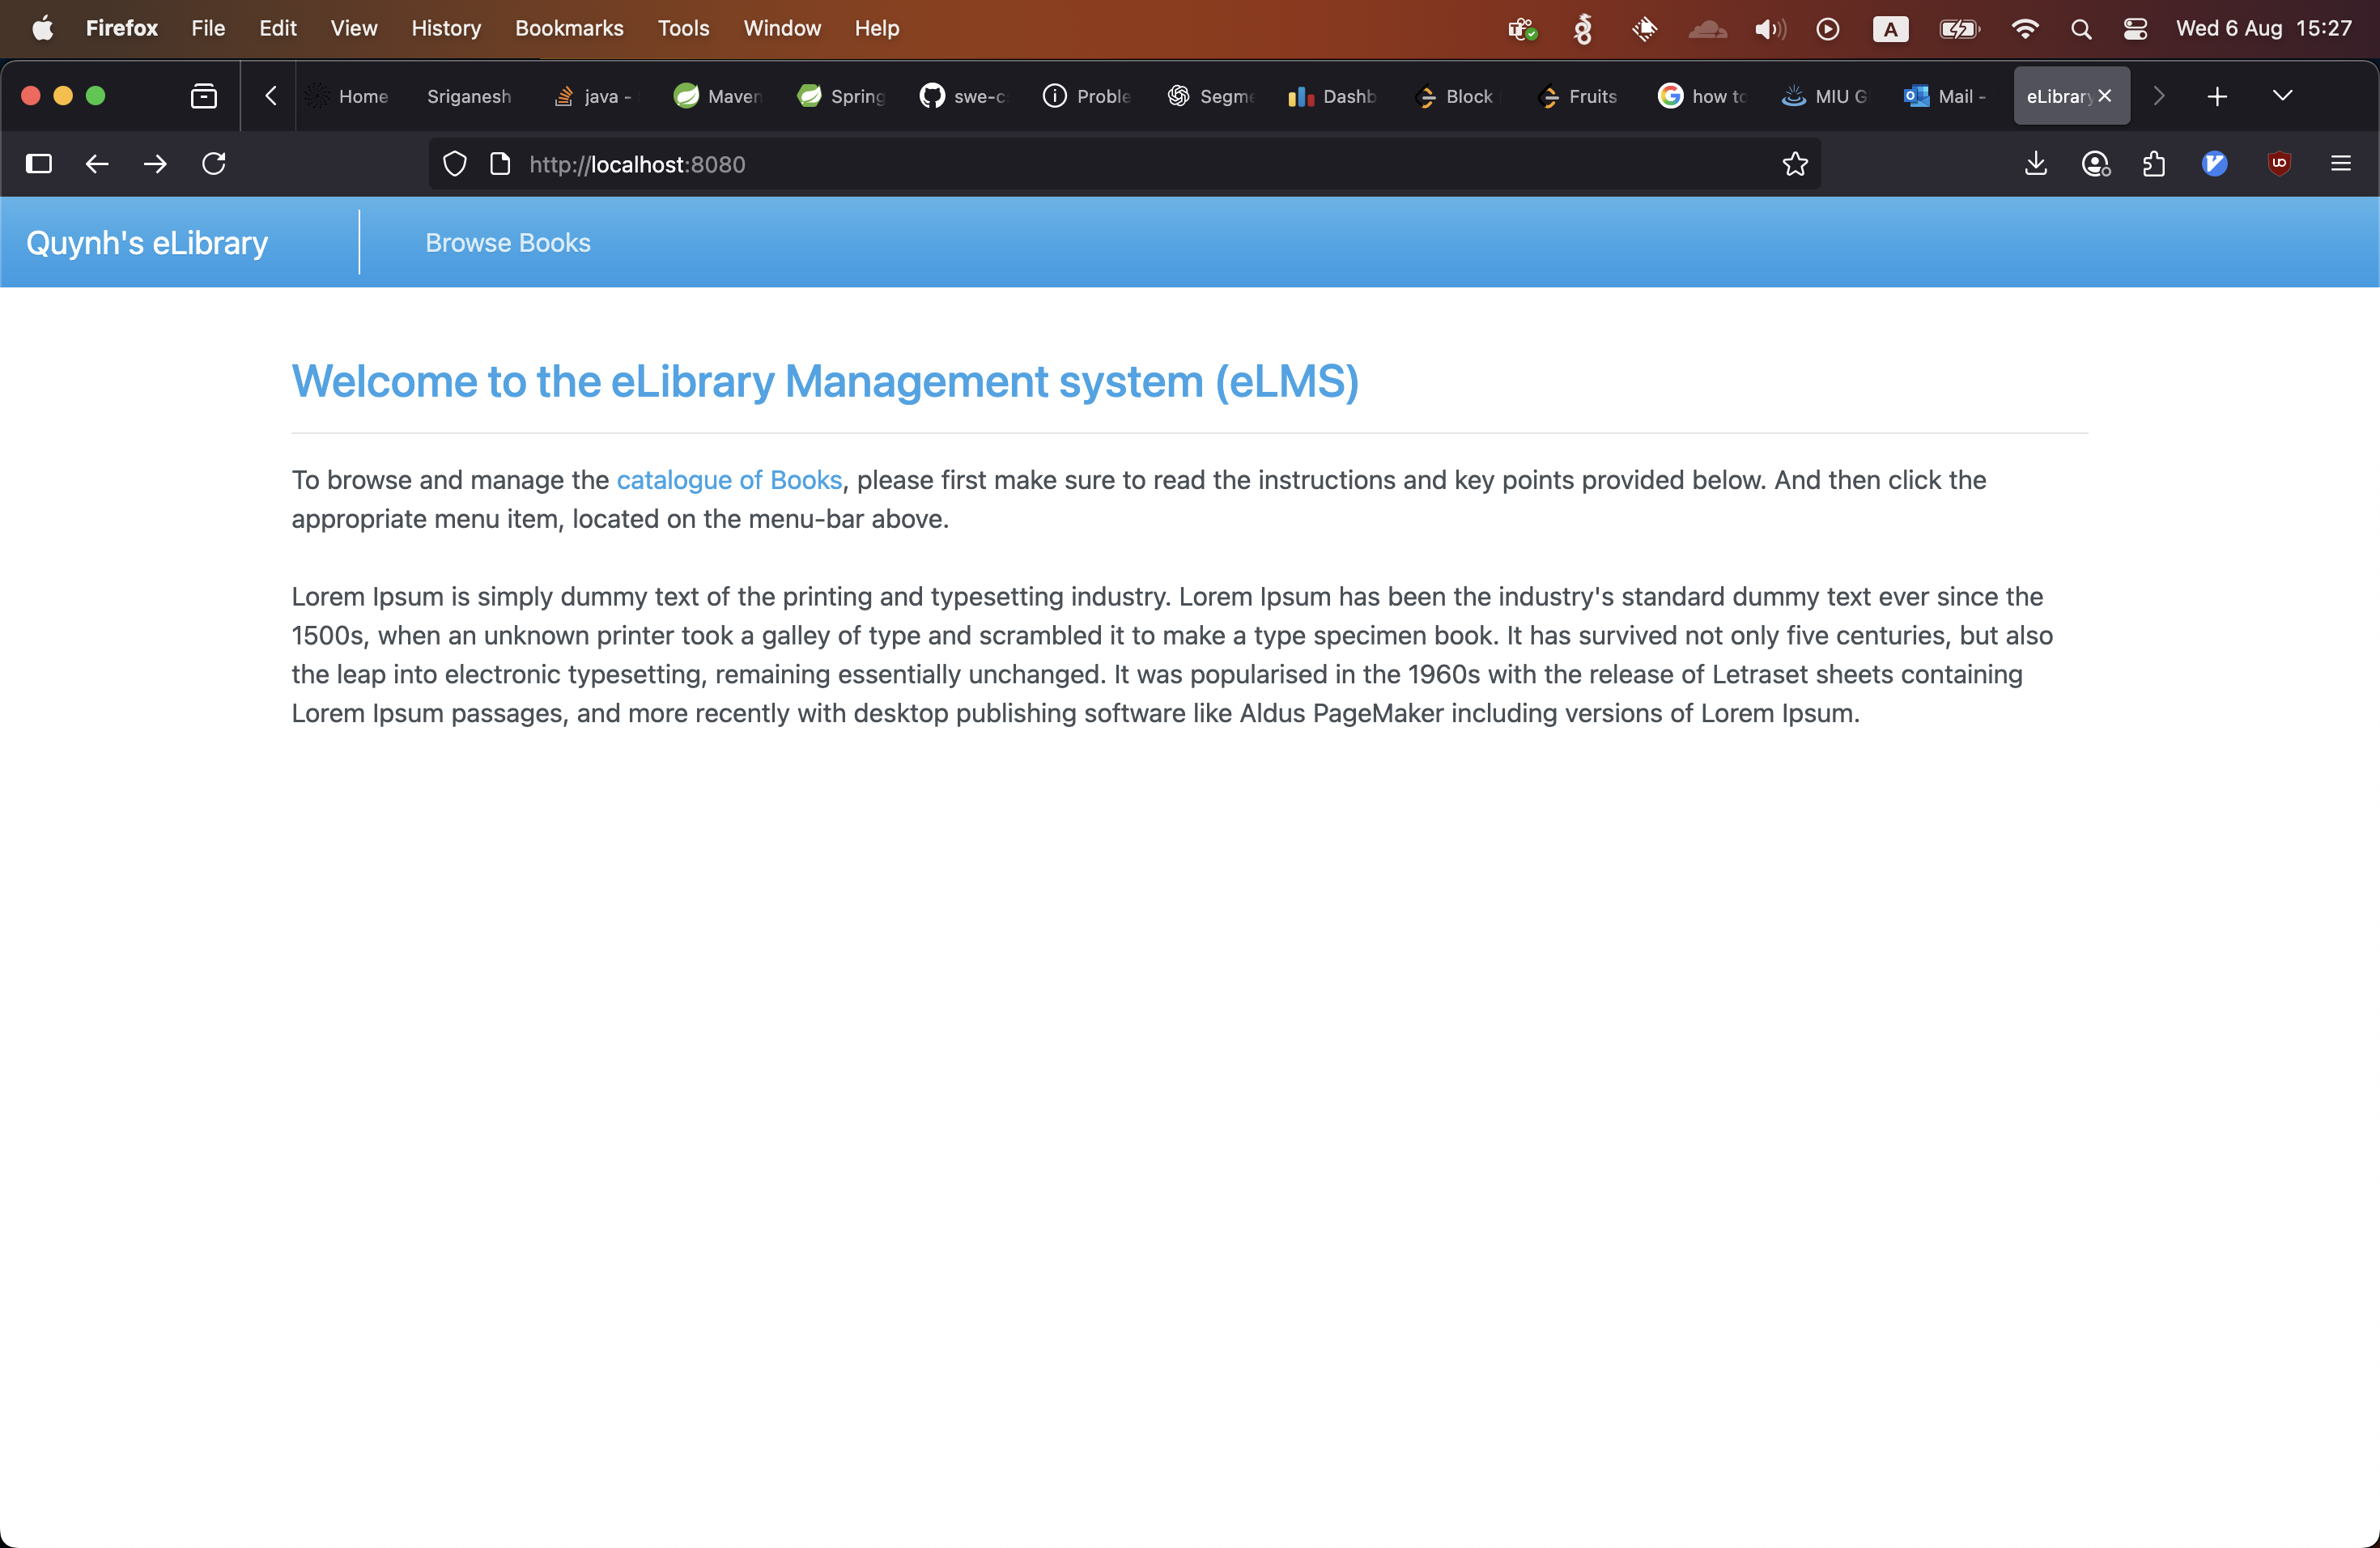 Firefox File Edit View History Bookmarks Tools Window Help A Wed 6 Aug 15:27
Home Sriganesh java - Maven Spring swe-c Proble Segme Dashb Block Fruits how to MIU G Mail - eLibrary
http://localhost:8080
Quynh's eLibrary Browse Books
Welcome to the eLibrary Management system (eLMS)
To browse and manage the catalogue of Books, please first make sure to read the instructions and key points provided below. And then click the
appropriate menu item, located on the menu-bar above.
Lorem Ipsum is simply dummy text of the printing and typesetting industry. Lorem Ipsum has been the industry's standard dummy text ever since the
1500s, when an unknown printer took a galley of type and scrambled it to make a type specimen book. It has survived not only five centuries, but also
the leap into electronic typesetting, remaining essentially unchanged. It was popularised in the 1960s with the release of Letraset sheets containing
Lorem Ipsum passages, and more recently with desktop publishing software like Aldus PageMaker including versions of Lorem Ipsum.